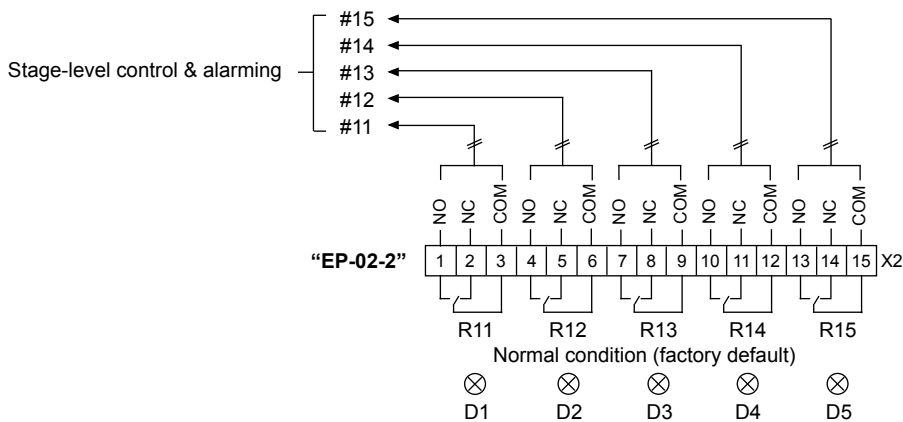 #15
#14
Stage-level control & alarming
#13
#12
#11
NO NC COM NO NC COM NO NC COM NO NC COM NO NC COM
“EP-02-2” 1 2 3 4 5 6 7 8 9 10 11 12 13 14 15 X2
R11 R12 R13 R14 R15
Normal condition (factory default)
D1 D2 D3 D4 D5